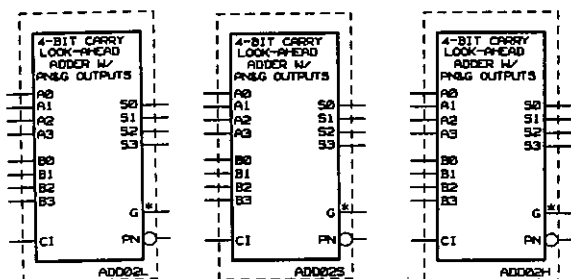 4-BIT CARRY
LOOK-AHEAD
ADDER W/
PN&G OUTPUTS
A0
A1
A2
A3
B0
B1
B2
B3
CI
S0
S1
S2
S3
G *
PN
ADD02L
4-BIT CARRY
LOOK-AHEAD
ADDER W/
PN&G OUTPUTS
A0
A1
A2
A3
B0
B1
B2
B3
CI
S0
S1
S2
S3
G *
PN
ADD02S
4-BIT CARRY
LOOK-AHEAD
ADDER W/
PN&G OUTPUTS
A0
A1
A2
A3
B0
B1
B2
B3
CI
S0
S1
S2
S3
G *
PN
ADD02H